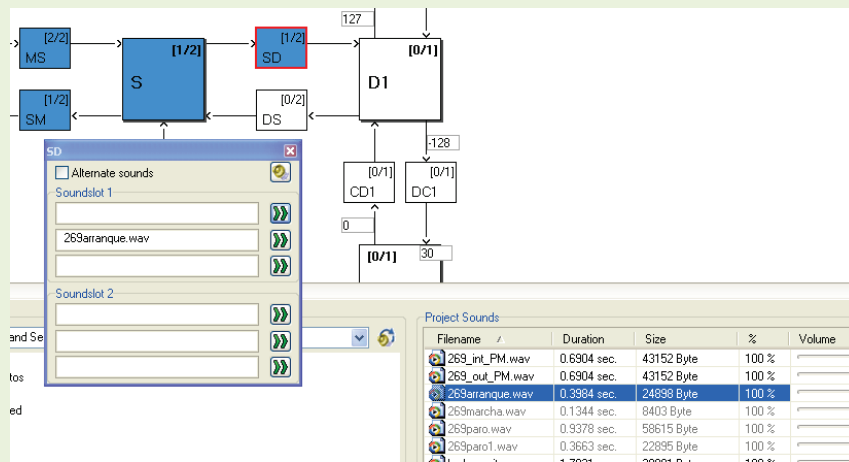 127
[2/2]
MS
[1/2]
S
[1/2]
SD
[0/1]
D1
[1/2]
SM
[0/2]
DS
-128
[0/1]
CD1
[0/1]
DC1
0
[0/1]
30
SD
Alternate sounds
Soundslot 1
269arranque.wav
Soundslot 2
and Se
tos
ed
Project Sounds
Filename Duration Size % Volume
269_int_PM.wav 0.6904 sec. 43152 Byte 100 %
269_out_PM.wav 0.6904 sec. 43152 Byte 100 %
269arranque.wav 0.3984 sec. 24898 Byte 100 %
269marcha.wav 0.1344 sec. 8403 Byte 100 %
269paro.wav 0.9378 sec. 58615 Byte 100 %
269paro1.wav 0.3663 sec. 22895 Byte 100 %